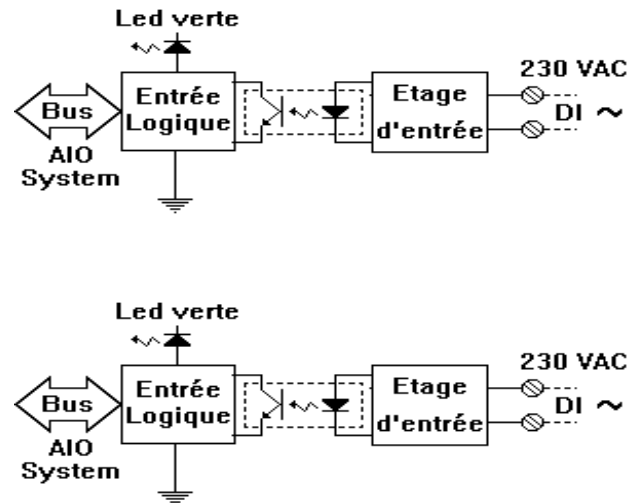 Led verte
230 VAC
Bus
Entrée
Logique
Etage
d'entrée
DI ~
AIO
System
Led verte
230 VAC
Bus
Entrée
Logique
Etage
d'entrée
DI ~
AIO
System